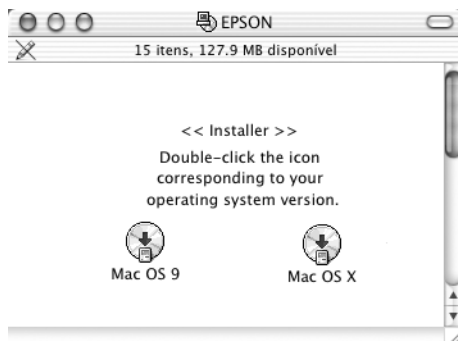 EPSON
15 itens, 127.9 MB disponível
<< Installer >>
Double-click the icon
corresponding to your
operating system version.
Mac OS 9
Mac OS X